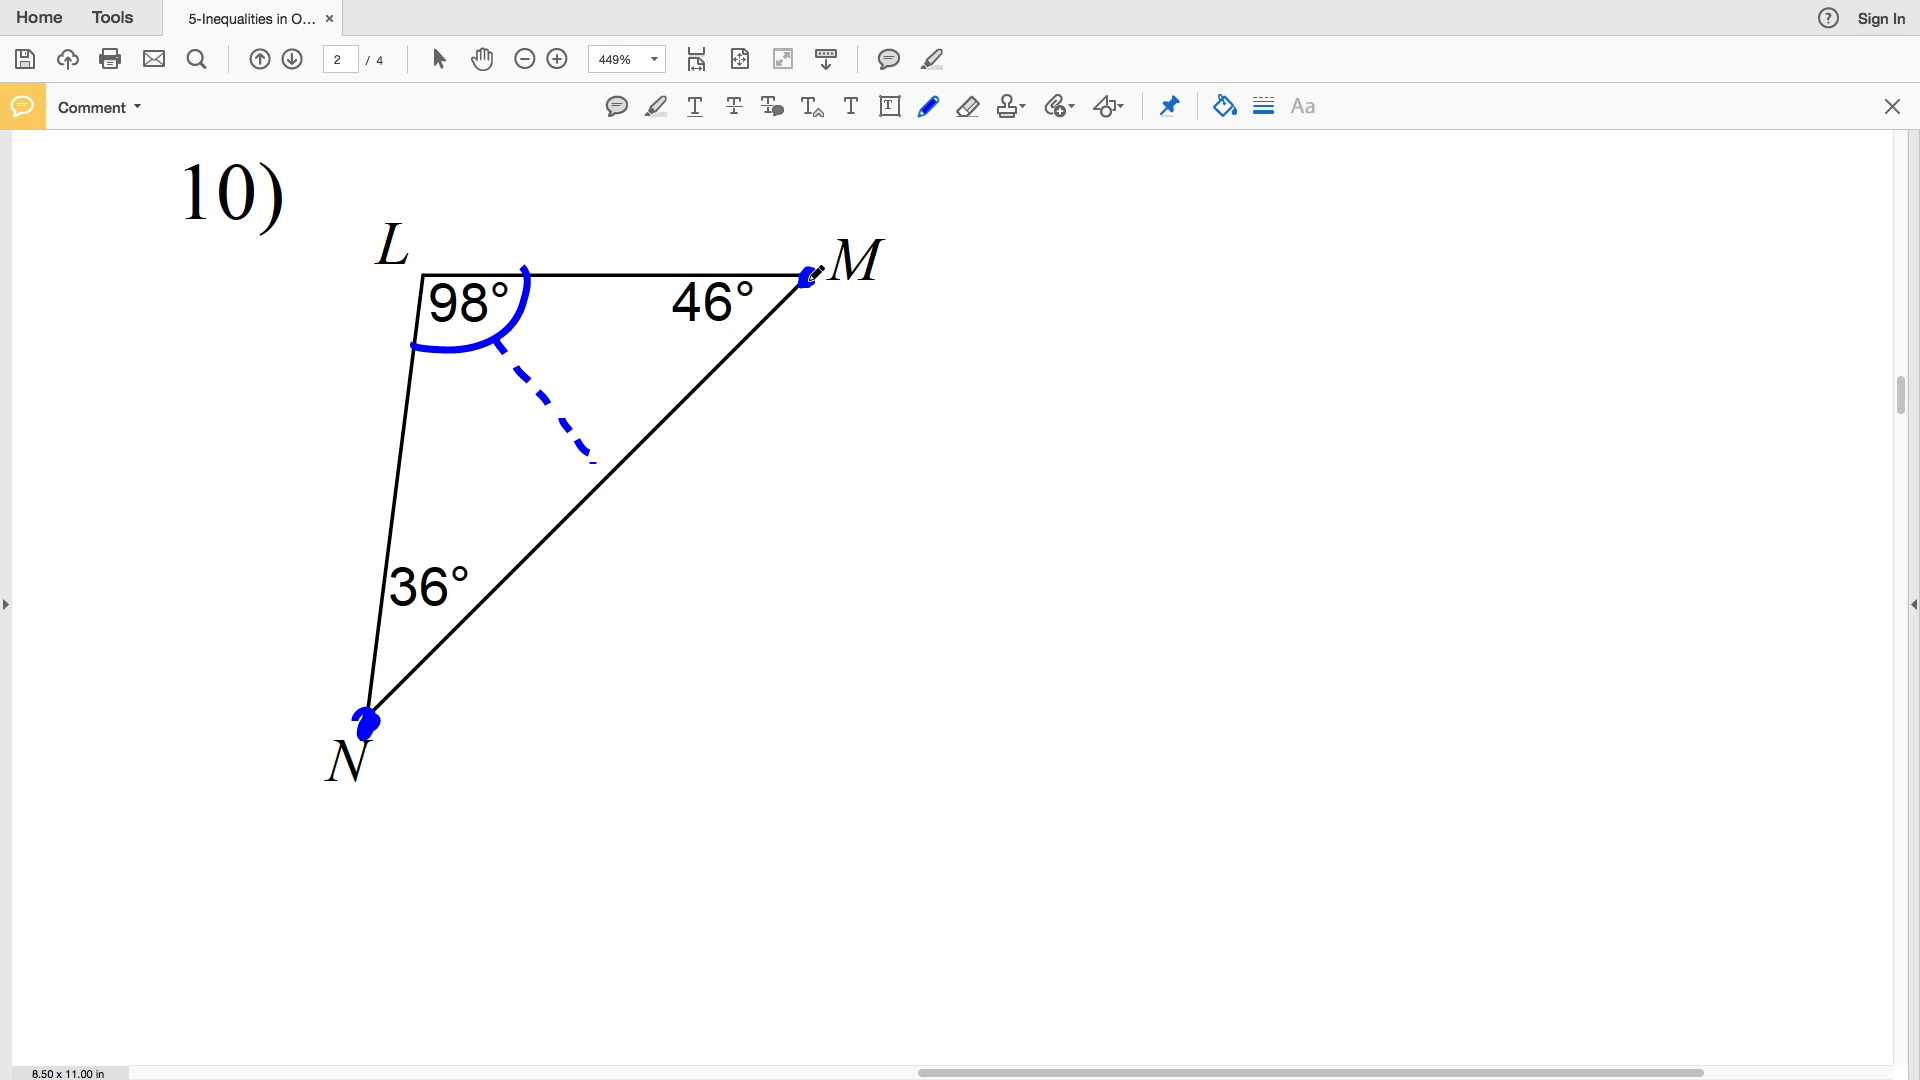 Home Tools 5-Inequalities in O... × ? Sign In
2 / 4 449%
Comment T T T T T T Aa
10)
L M
98° 46°
36°
N
8.50 x 11.00 in